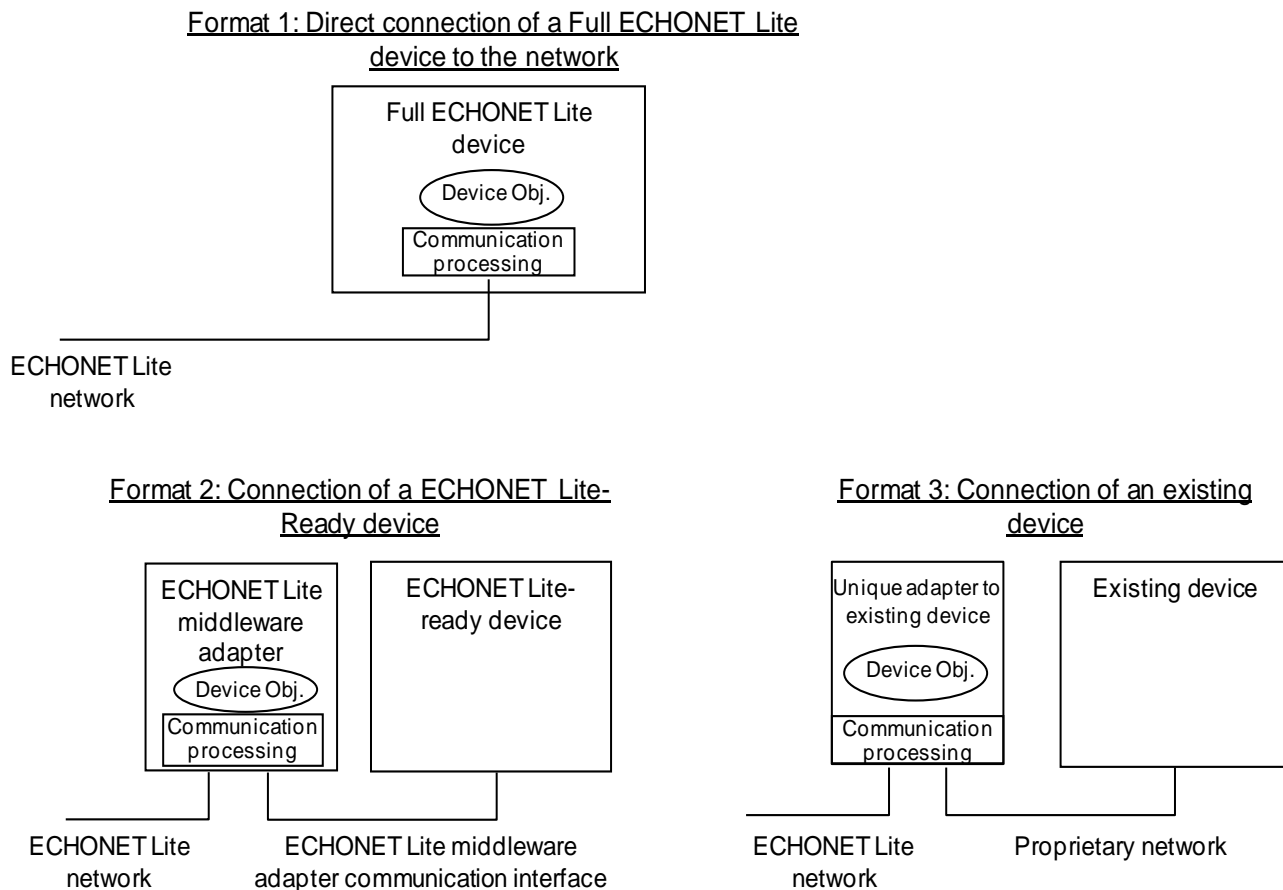 Format 1: Direct connection of a Full ECHONET Lite
device to the network
Full ECHONET Lite
device
Device Obj.
Communication
processing
ECHONET Lite
network
Format 2: Connection of a ECHONET Lite-
Ready device
ECHONET Lite
middleware
adapter
Device Obj.
Communication
processing
ECHONET Lite-
ready device
ECHONET Lite
network
ECHONET Lite middleware
adapter communication interface
Format 3: Connection of an existing
device
Unique adapter to
existing device
Device Obj.
Communication
processing
Existing device
ECHONET Lite
network
Proprietary network